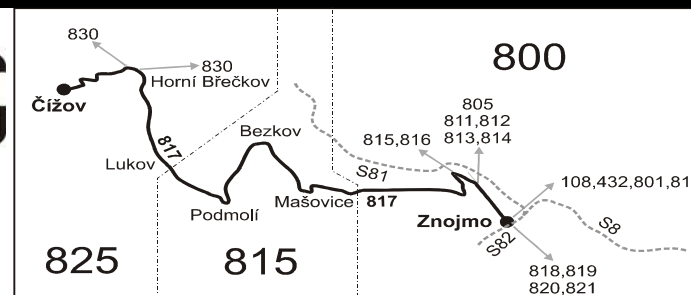 830
830
Čížov
Horní Břečkov
817
Lukov
Bezkov
Podmolí
Mašovice
817
800
805
811,812
813,814
815,816
S81
Znojmo
S82
108,432,801,81
S8
818,819
820,821
825
815